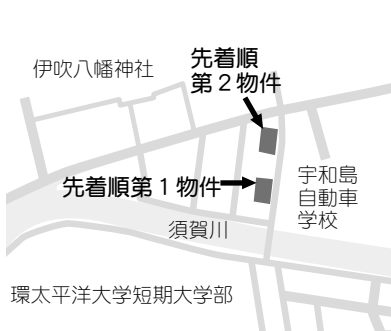 伊吹八幡神社
先着順
第２物件
先着順第１物件
宇和島
自動車
学校
須賀川
環太平洋大学短期大学部